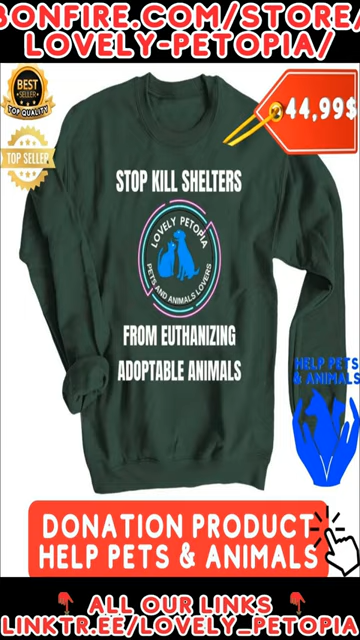 BONFIRE.COM/STORE/
LOVELY-PETOPIA/
BEST
SELLER
TOP QUALITY
TOP SELLER
44,99$
STOP KILL SHELTERS
LOVELY PETOPIA
PETS AND ANIMALS LOVERS
FROM EUTHANIZING
ADOPTABLE ANIMALS
HELP PETS
& ANIMALS
DONATION PRODUCT
HELP PETS & ANIMALS
ALL OUR LINKS
LINKTR.EE/LOVELY_PETOPIA